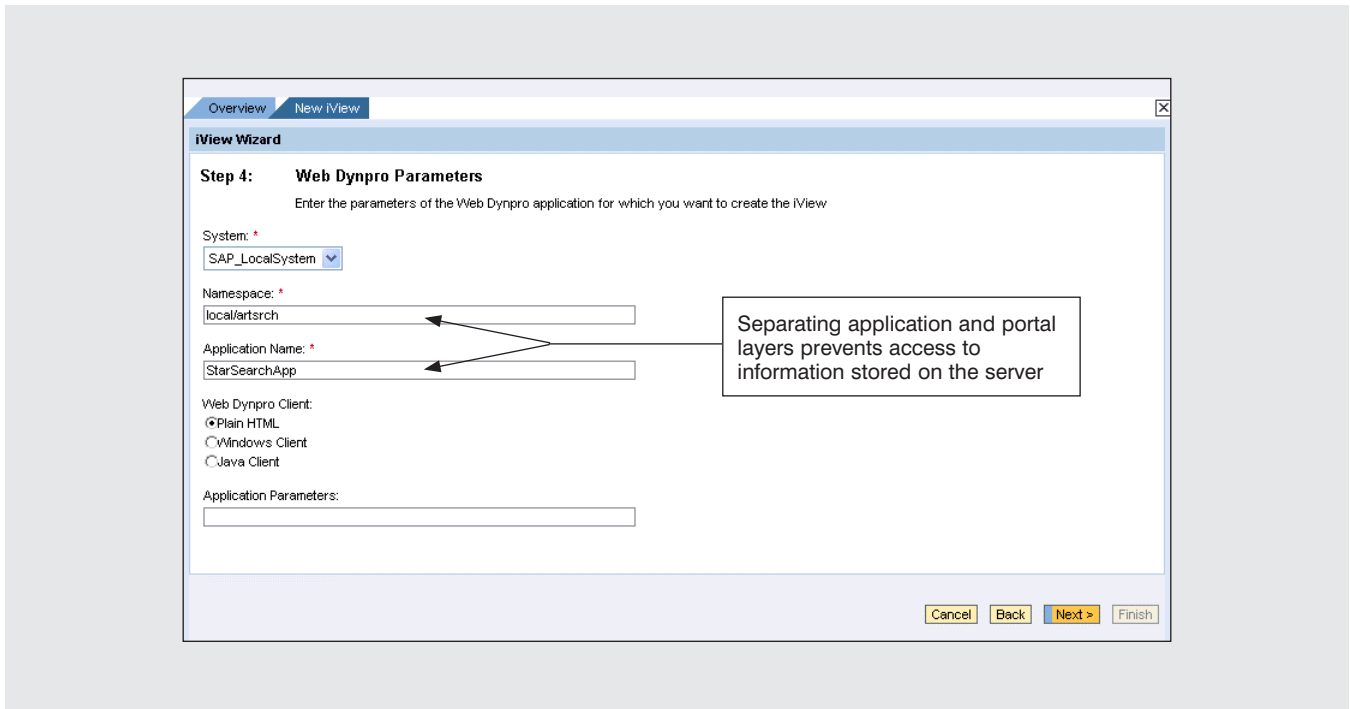 Overview New iView
iView Wizard
Step 4: Web Dynpro Parameters
Enter the parameters of the Web Dynpro application for which you want to create the iView
System: *
SAP_LocalSystem
Namespace: *
local/artsrch
Application Name: *
StarSearchApp
Separating application and portal
layers prevents access to
information stored on the server
Web Dynpro Client:
Plain HTML
Windows Client
Java Client
Application Parameters:
Cancel Back Next > Finish